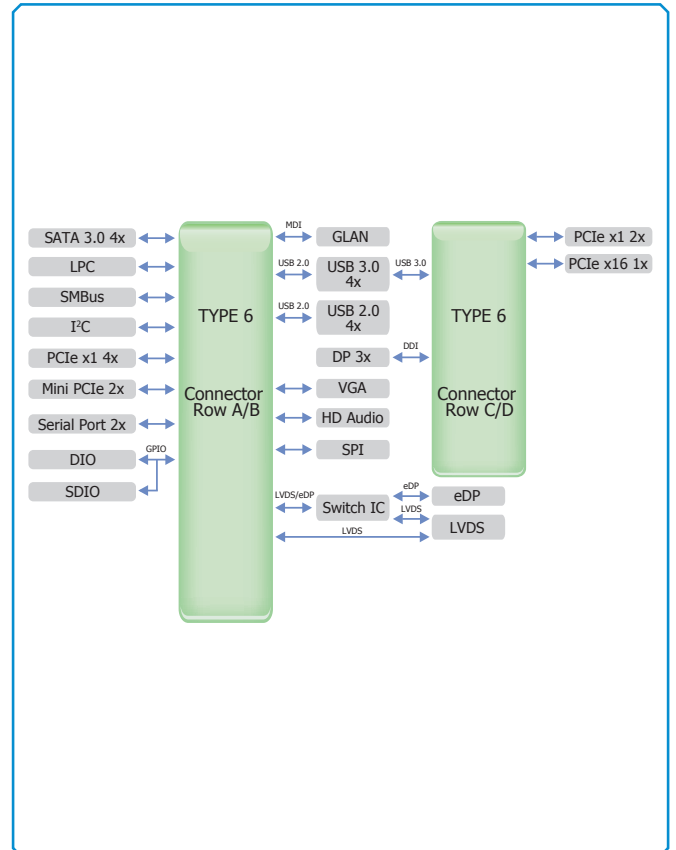 SATA 3.0 4x
LPC
SMBus
I²C
PCIe x1 4x
Mini PCIe 2x
Serial Port 2x
DIO
GPIO
SDIO
TYPE 6
Connector
Row A/B
MDI
GLAN
USB 2.0
USB 3.0
4x
USB 3.0
USB 2.0
USB 2.0
4x
DP 3x
DDI
VGA
HD Audio
SPI
LVDS/eDP
Switch IC
eDP
eDP
LVDS
LVDS
LVDS
TYPE 6
Connector
Row C/D
PCIe x1 2x
PCIe x16 1x